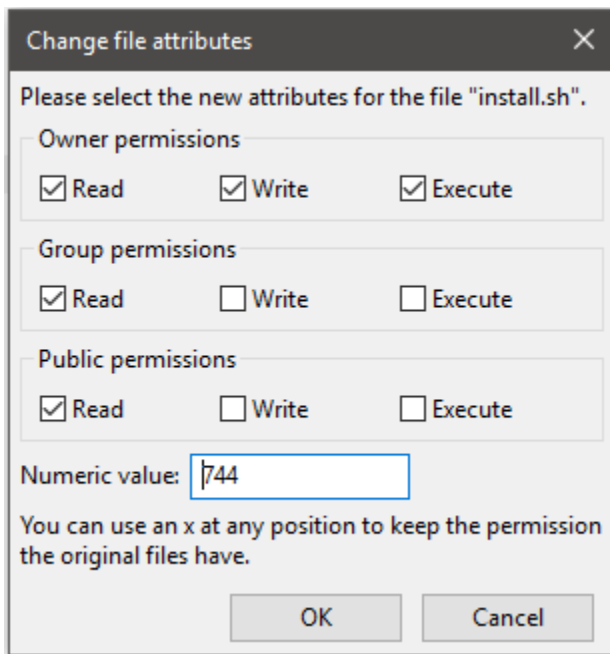 Change file attributes
Please select the new attributes for the file "install.sh".
Owner permissions
Read Write Execute
Group permissions
Read Write Execute
Public permissions
Read Write Execute
Numeric value: 744
You can use an x at any position to keep the permission
the original files have.
OK Cancel